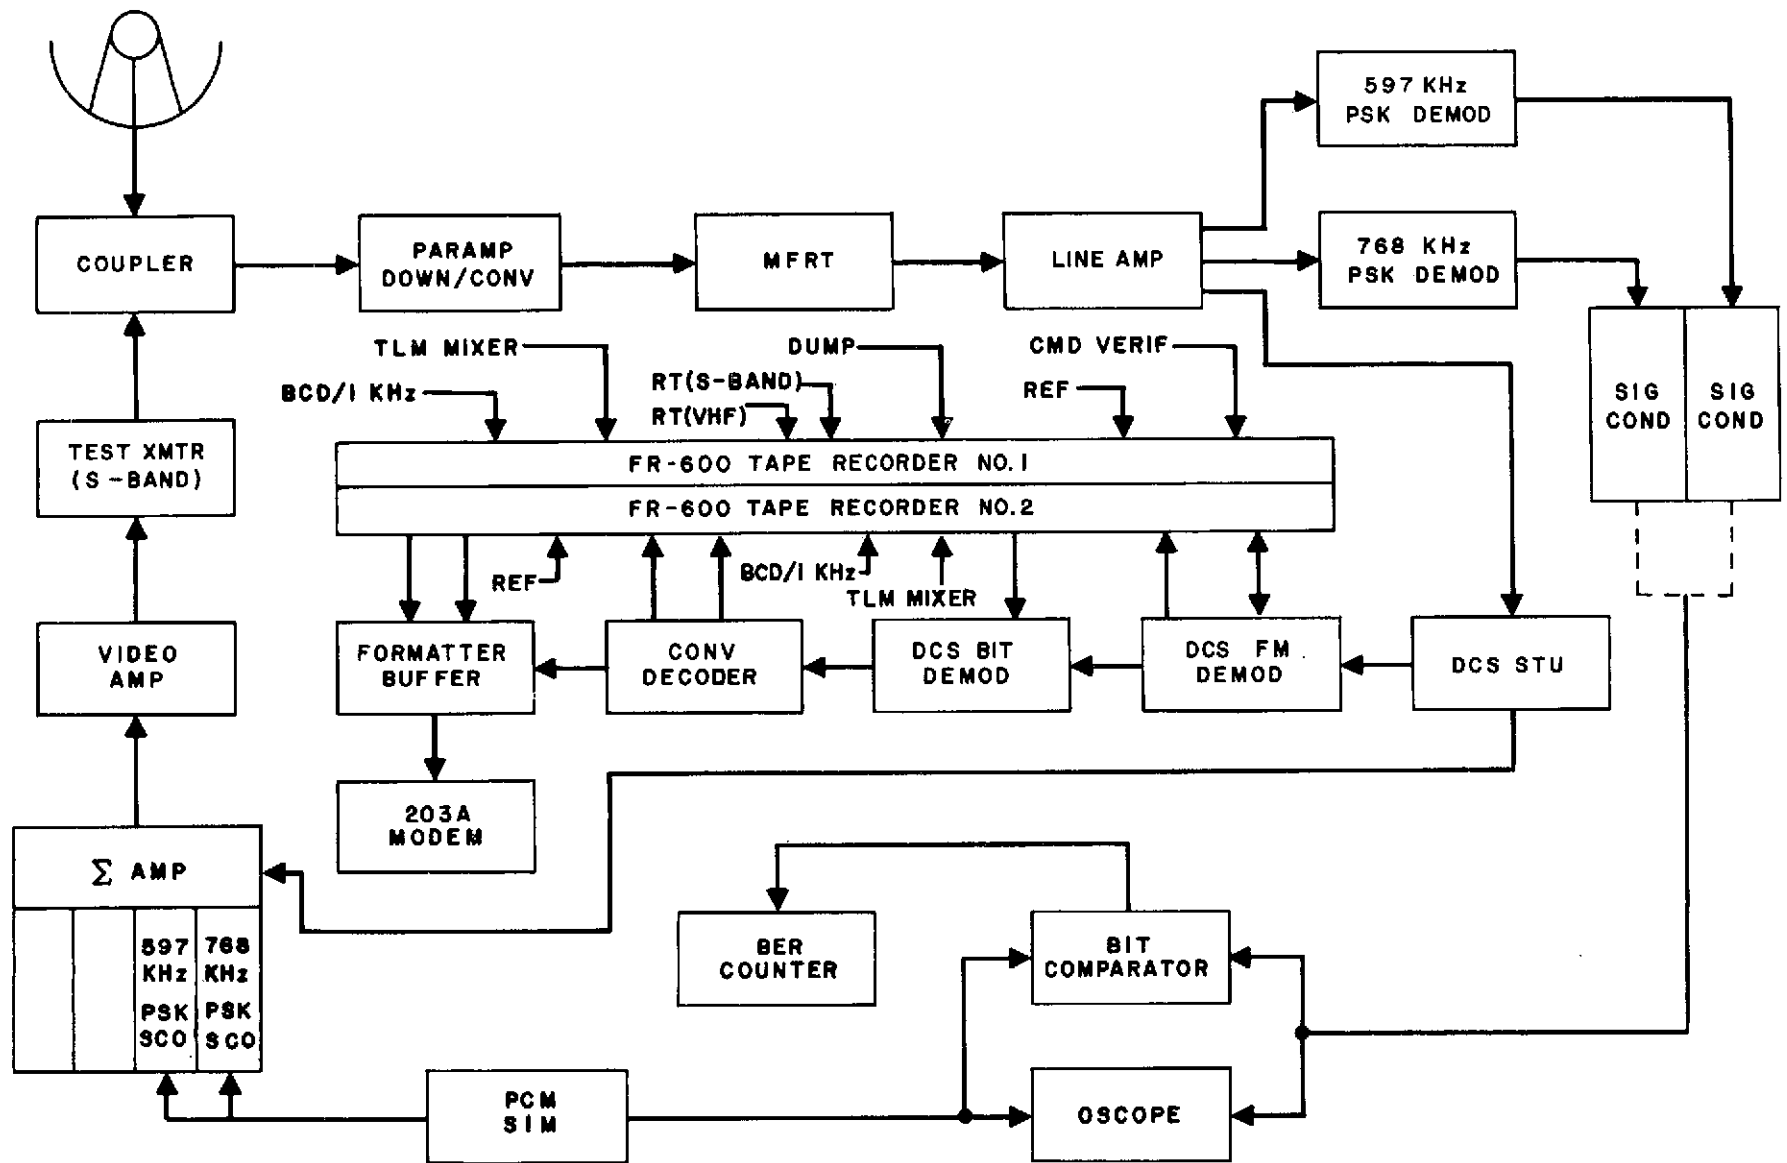 597 KHz
PSK DEMOD
COUPLER
PARAMP
DOWN/CONV
MFRT
LINE AMP
768 KHz
PSK DEMOD
TLM MIXER
DUMP
CMD VERIF
BCD/1 KHz
RT(S-BAND)
RT(VHF)
REF
SIG
COND
SIG
COND
TEST XMTR
(S-BAND)
FR-600 TAPE RECORDER NO.1
FR-600 TAPE RECORDER NO.2
REF
BCD/1 KHz
TLM MIXER
VIDEO
AMP
FORMATTER
BUFFER
CONV
DECODER
DCS BIT
DEMOD
DCS FM
DEMOD
DCS STU
203A
MODEM
Σ AMP
597
KHz
PSK
SCO
768
KHz
PSK
SCO
BER
COUNTER
BIT
COMPARATOR
PCM
SIM
OSCOPE